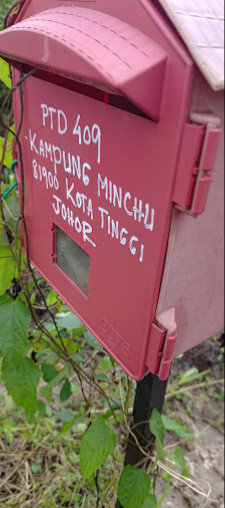 PTD 409
KAMPUNG MINCHU
81900 KOTA TINGGI
JOHOR